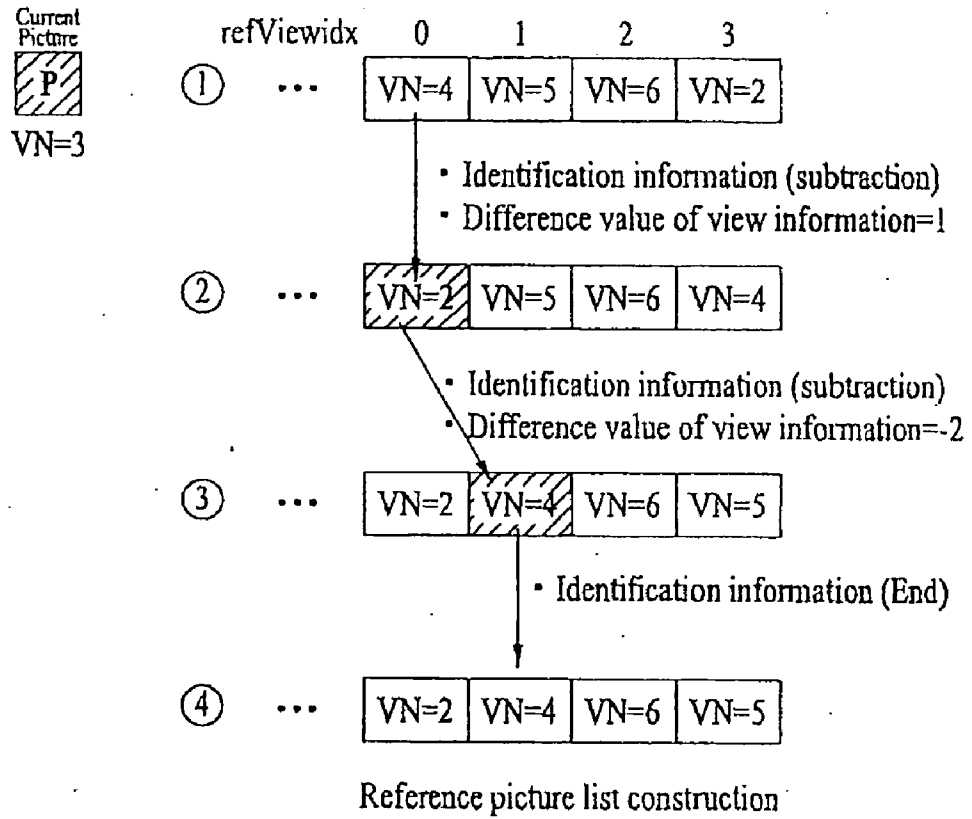 Current
Picture
P
VN=3
refViewidx 0 1 2 3
① ... VN=4 VN=5 VN=6 VN=2
• Identification information (subtraction)
• Difference value of view information=1
② ... VN=2 VN=5 VN=6 VN=4
• Identification information (subtraction)
• Difference value of view information=-2
③ ... VN=2 VN=4 VN=6 VN=5
• Identification information (End)
④ ... VN=2 VN=4 VN=6 VN=5
Reference picture list construction